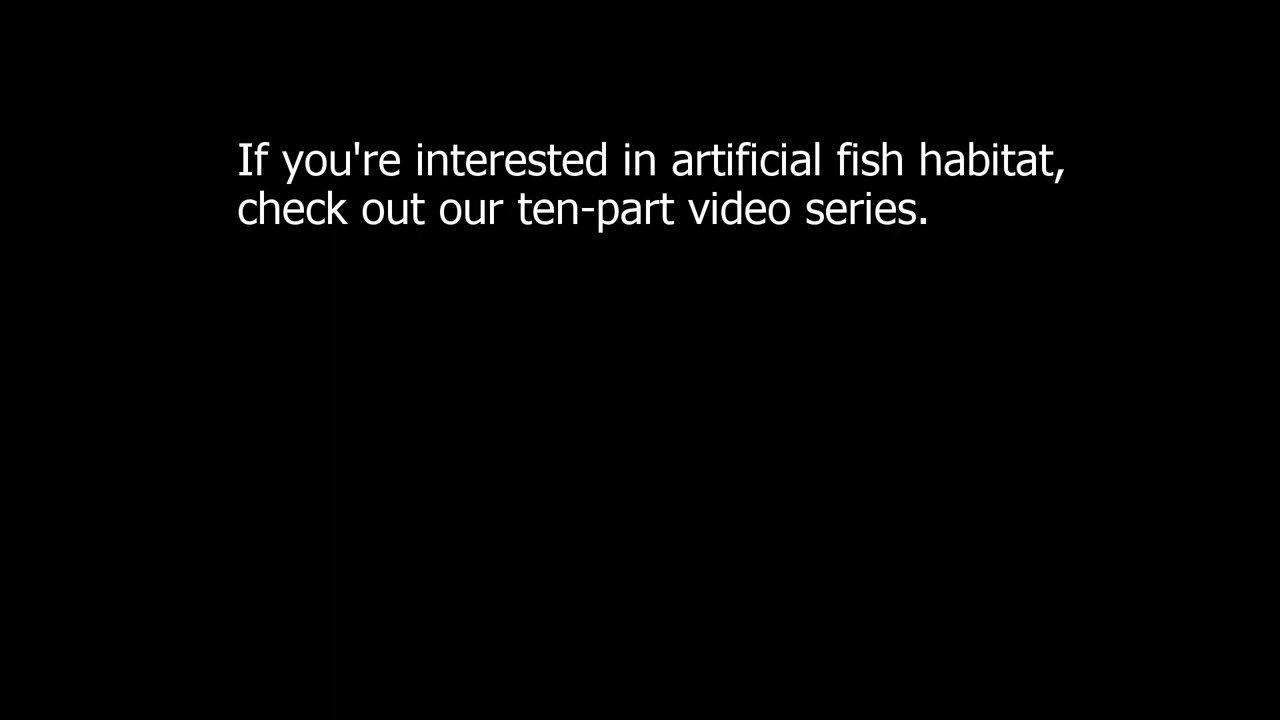 If you're interested in artificial fish habitat,
check out our ten-part video series.